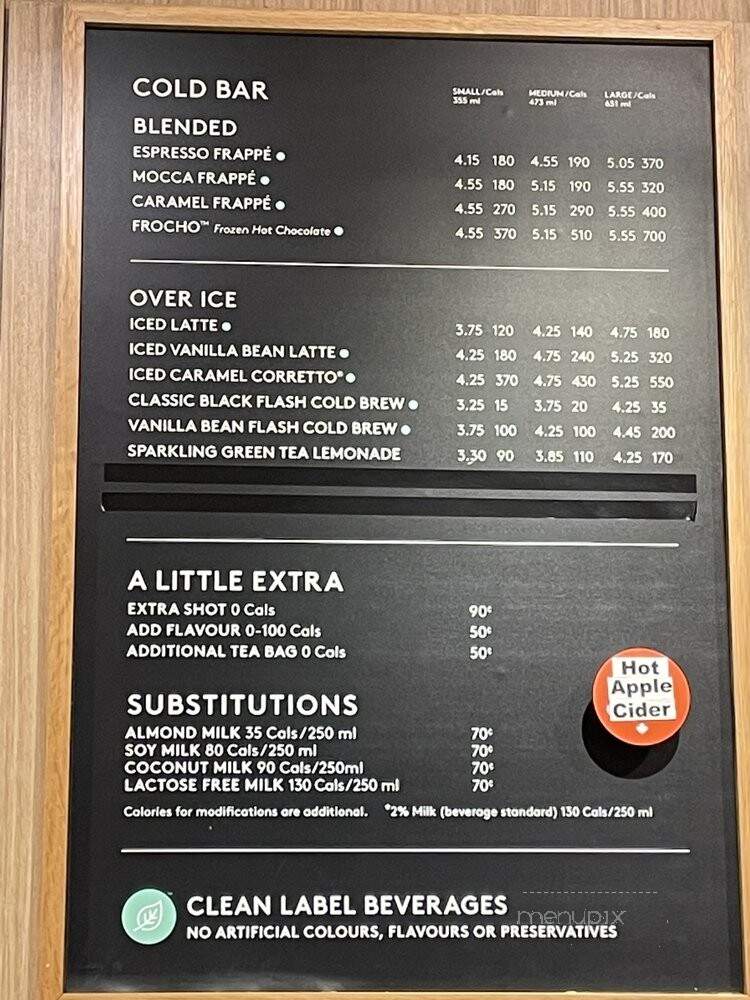 COLD BAR SMALL/Cals MEDIUM/Cals LARGE/Cals
355 ml 473 ml 651 ml
BLENDED
ESPRESSO FRAPPÉ ● 4.15 180 4.55 190 5.05 370
MOCCA FRAPPÉ ● 4.55 180 5.15 190 5.55 320
CARAMEL FRAPPÉ ● 4.55 270 5.15 290 5.55 400
FROCHO™ Frozen Hot Chocolate ● 4.55 370 5.15 510 5.55 700
OVER ICE
ICED LATTE ● 3.75 120 4.25 140 4.75 180
ICED VANILLA BEAN LATTE ● 4.25 180 4.75 240 5.25 320
ICED CARAMEL CORRETTO® ● 4.25 370 4.75 430 5.25 550
CLASSIC BLACK FLASH COLD BREW ● 3.25 15 3.75 20 4.25 35
VANILLA BEAN FLASH COLD BREW ● 3.75 100 4.25 100 4.45 200
SPARKLING GREEN TEA LEMONADE 3.30 90 3.85 110 4.25 170
A LITTLE EXTRA
EXTRA SHOT 0 Cals 90¢
ADD FLAVOUR 0-100 Cals 50¢
ADDITIONAL TEA BAG 0 Cals 50¢
Hot
Apple
Cider
SUBSTITUTIONS
ALMOND MILK 35 Cals/250 ml 70¢
SOY MILK 80 Cals/250 ml 70¢
COCONUT MILK 90 Cals/250ml 70¢
LACTOSE FREE MILK 130 Cals/250 ml 70¢
Calories for modifications are additional. *2% Milk (beverage standard) 130 Cals/250 ml
CLEAN LABEL BEVERAGES
NO ARTIFICIAL COLOURS, FLAVOURS OR PRESERVATIVES
menupix